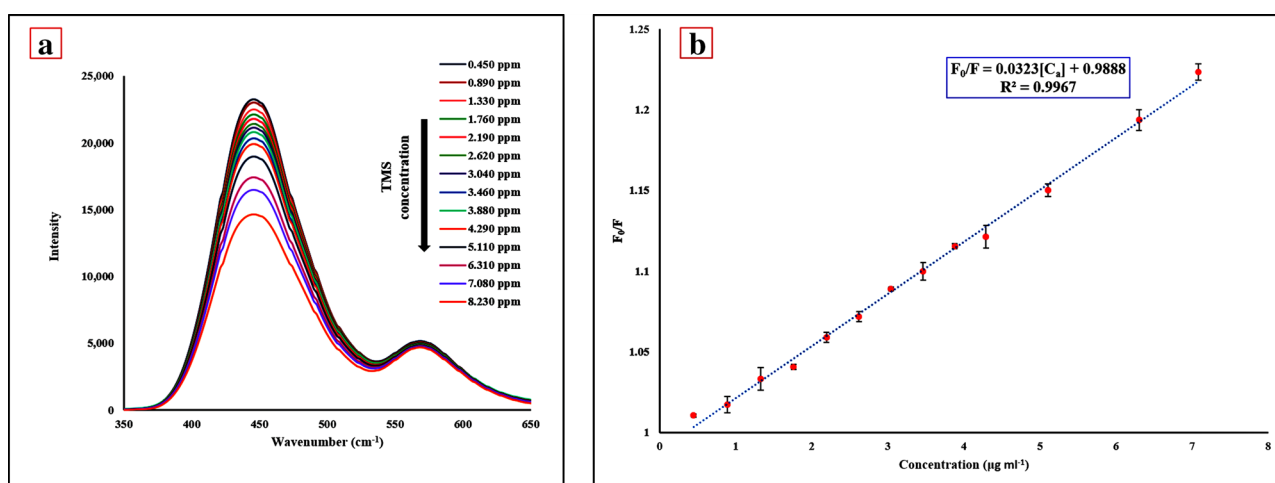 a
25,000
20,000
15,000
10,000
5,000
0
350
400
450
500
550
600
650
Intensity
Wavenumber (cm⁻¹)
TMS
concentration
0.450 ppm
0.890 ppm
1.330 ppm
1.760 ppm
2.190 ppm
2.620 ppm
3.040 ppm
3.460 ppm
3.880 ppm
4.290 ppm
5.110 ppm
6.310 ppm
7.080 ppm
8.230 ppm
b
F₀/F = 0.0323[Cₐ] + 0.9888
R² = 0.9967
1.25
1.2
1.15
1.1
1.05
1
0
1
2
3
4
5
6
7
8
F₀/F
Concentration (µg ml⁻¹)